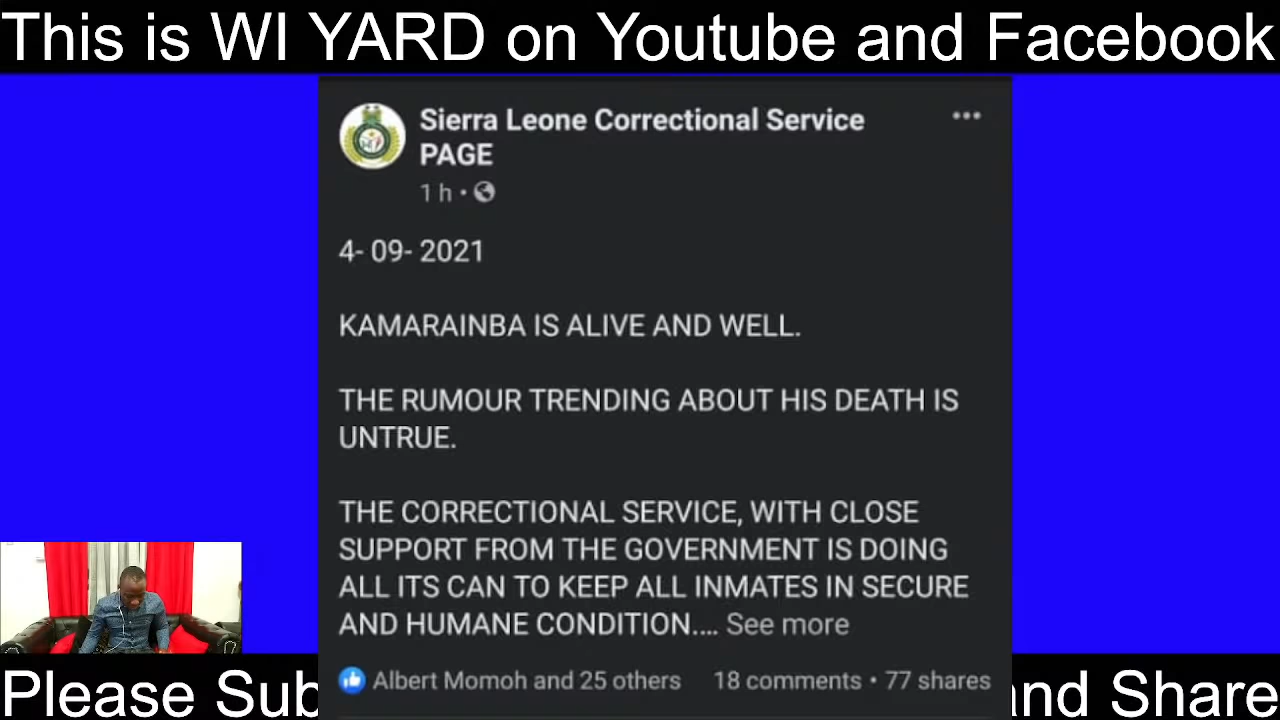 This is WI YARD on Youtube and Facebook
Sierra Leone Correctional Service
PAGE
1 h •
4- 09- 2021
KAMARAINBA IS ALIVE AND WELL.
THE RUMOUR TRENDING ABOUT HIS DEATH IS
UNTRUE.
THE CORRECTIONAL SERVICE, WITH CLOSE
SUPPORT FROM THE GOVERNMENT IS DOING
ALL ITS CAN TO KEEP ALL INMATES IN SECURE
AND HUMANE CONDITION.... See more
Albert Momoh and 25 others 18 comments • 77 shares
Please Sub nd Share